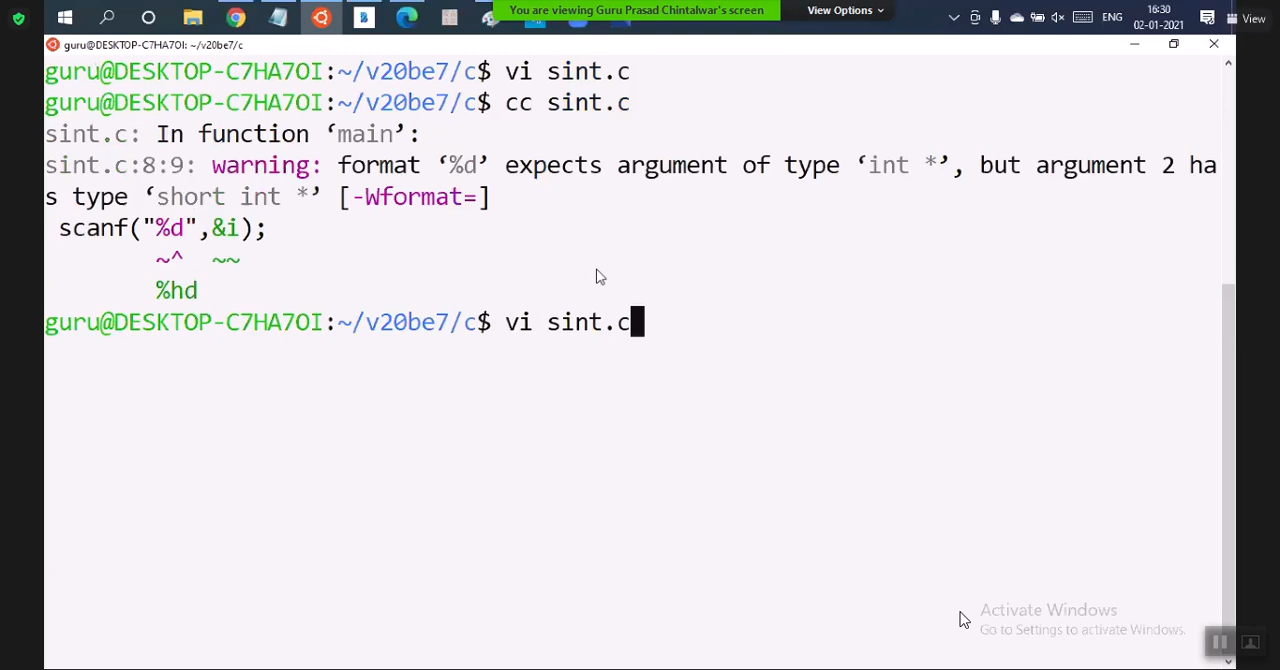 You are viewing Guru Prasad Chintalwar's screen
View Options
16:30
ENG
02-01-2021
View
guru@DESKTOP-C7HA7OI: ~/v20be7/c
guru@DESKTOP-C7HA7OI:~/v20be7/c$ vi sint.c
guru@DESKTOP-C7HA7OI:~/v20be7/c$ cc sint.c
sint.c: In function ‘main’:
sint.c:8:9: warning: format ‘%d’ expects argument of type ‘int *’, but argument 2 ha
s type ‘short int *’ [-Wformat=]
scanf("%d",&i);
~^ ~~
%hd
guru@DESKTOP-C7HA7OI:~/v20be7/c$ vi sint.c
Activate Windows
Go to Settings to activate Windows.